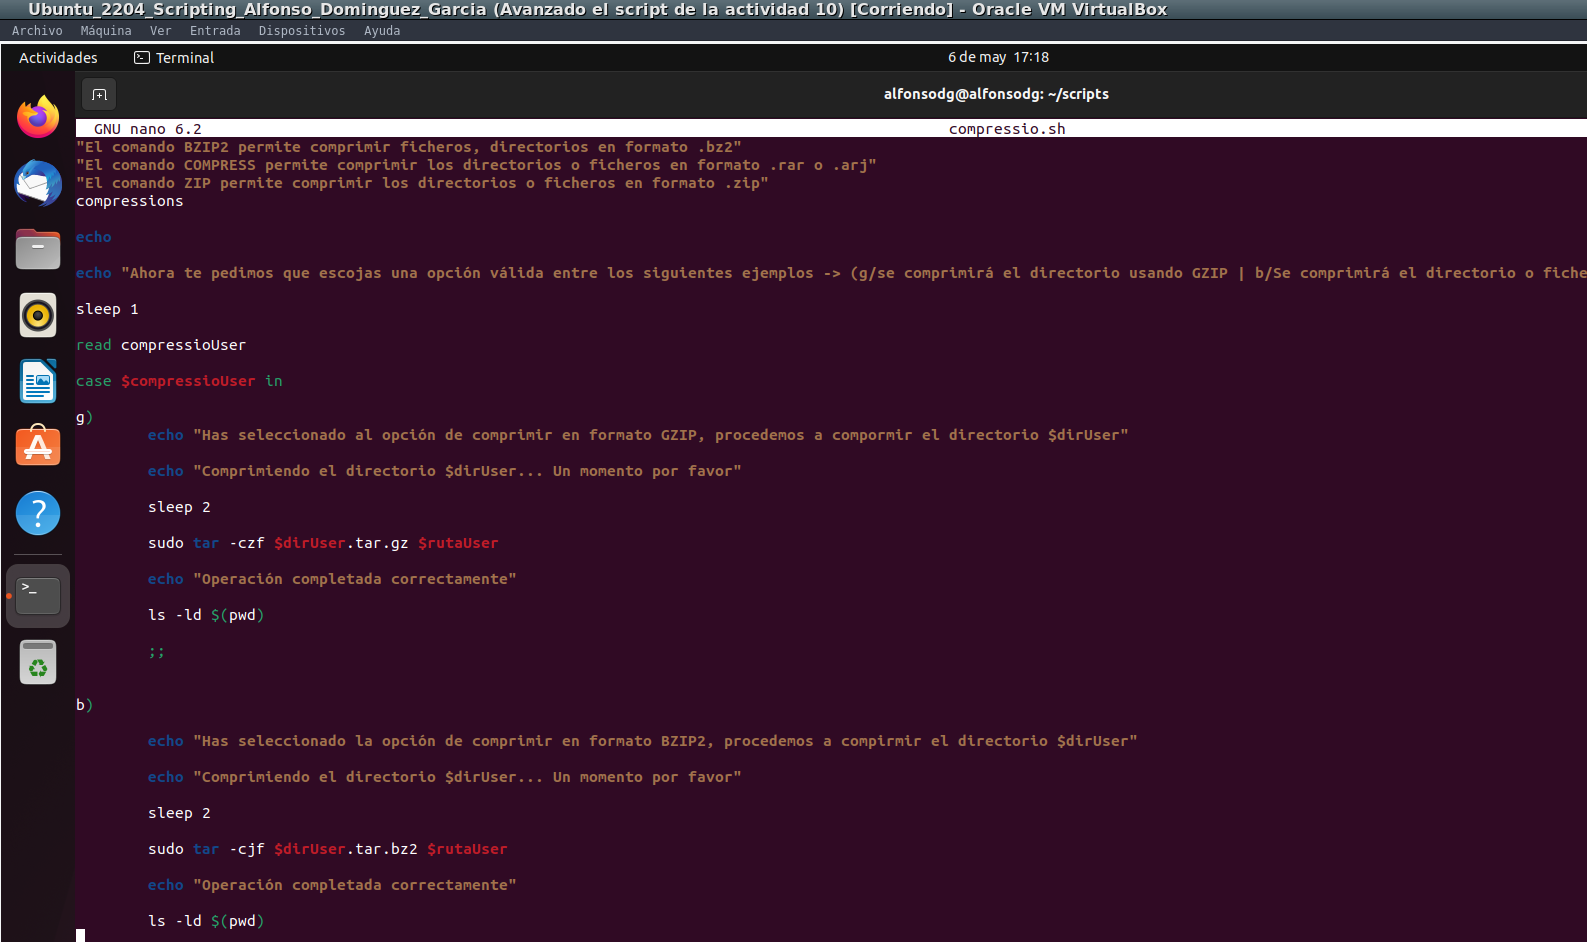 Ubuntu_2204_Scripting_Alfonso_Dominguez_Garcia (Avanzado el script de la actividad 10) [Corriendo] - Oracle VM VirtualBox
Archivo Máquina Ver Entrada Dispositivos Ayuda
Actividades Terminal 6 de may 17:18
alfonsodg@alfonsodg: ~/scripts
GNU nano 6.2 compressio.sh
"El comando BZIP2 permite comprimir ficheros, directorios en formato .bz2"
"El comando COMPRESS permite comprimir los directorios o ficheros en formato .rar o .arj"
"El comando ZIP permite comprimir los directorios o ficheros en formato .zip"
compressions
echo
echo "Ahora te pedimos que escojas una opción válida entre los siguientes ejemplos -> (g/se comprimirá el directorio usando GZIP | b/Se comprimirá el directorio o fiche
sleep 1
read compressioUser
case $compressioUser in
g)
echo "Has seleccionado al opción de comprimir en formato GZIP, procedemos a compormir el directorio $dirUser"
echo "Comprimiendo el directorio $dirUser... Un momento por favor"
sleep 2
sudo tar -czf $dirUser.tar.gz $rutaUser
echo "Operación completada correctamente"
ls -ld $(pwd)
;;
b)
echo "Has seleccionado la opción de comprimir en formato BZIP2, procedemos a compirmir el directorio $dirUser"
echo "Comprimiendo el directorio $dirUser... Un momento por favor"
sleep 2
sudo tar -cjf $dirUser.tar.bz2 $rutaUser
echo "Operación completada correctamente"
ls -ld $(pwd)